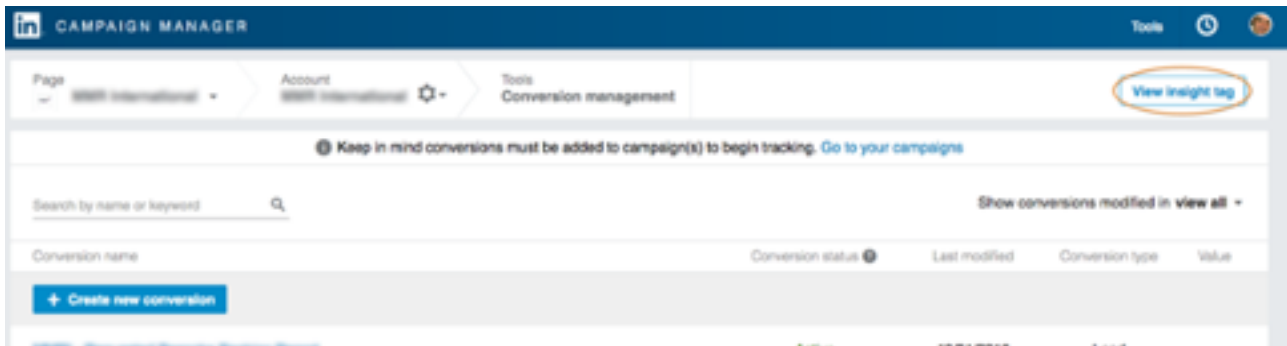 in CAMPAIGN MANAGER Tools
Page Account Tools
Conversion management View insight tag
Keep in mind conversions must be added to campaign(s) to begin tracking. Go to your campaigns
Search by name or keyword Show conversions modified in view all
Conversion name Conversion status Last modified Conversion type Value
+ Create new conversion